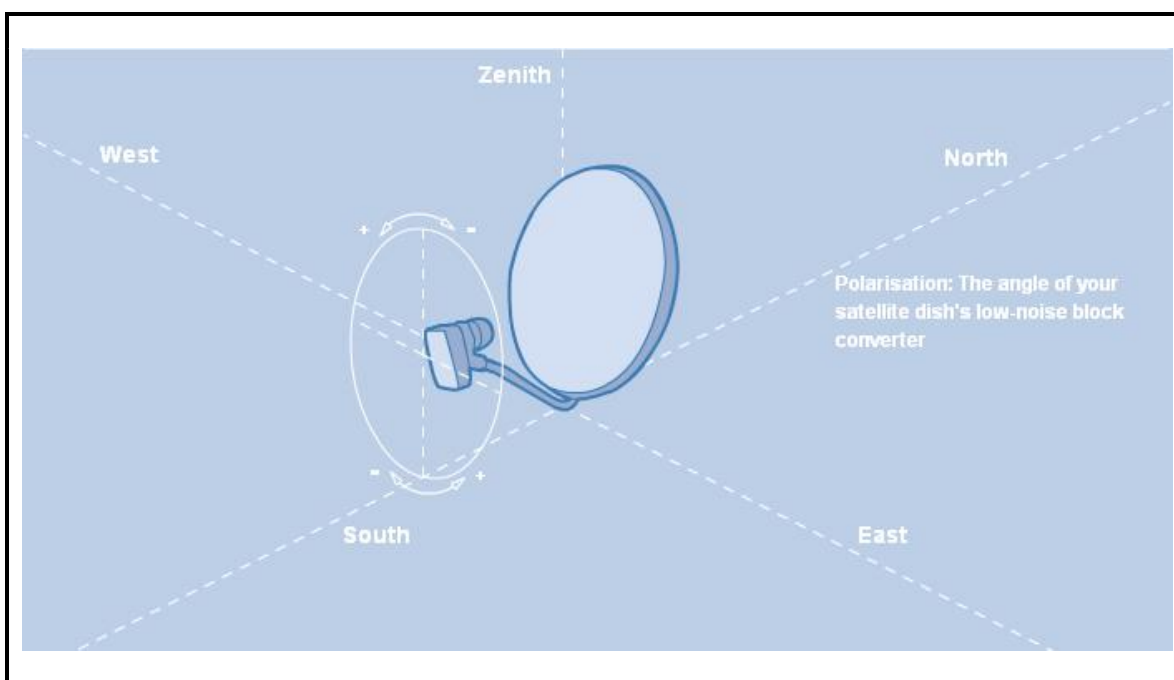 Zenith
West
North
+ -
Polarisation: The angle of your
satellite dish's low-noise block
converter
- +
South
East